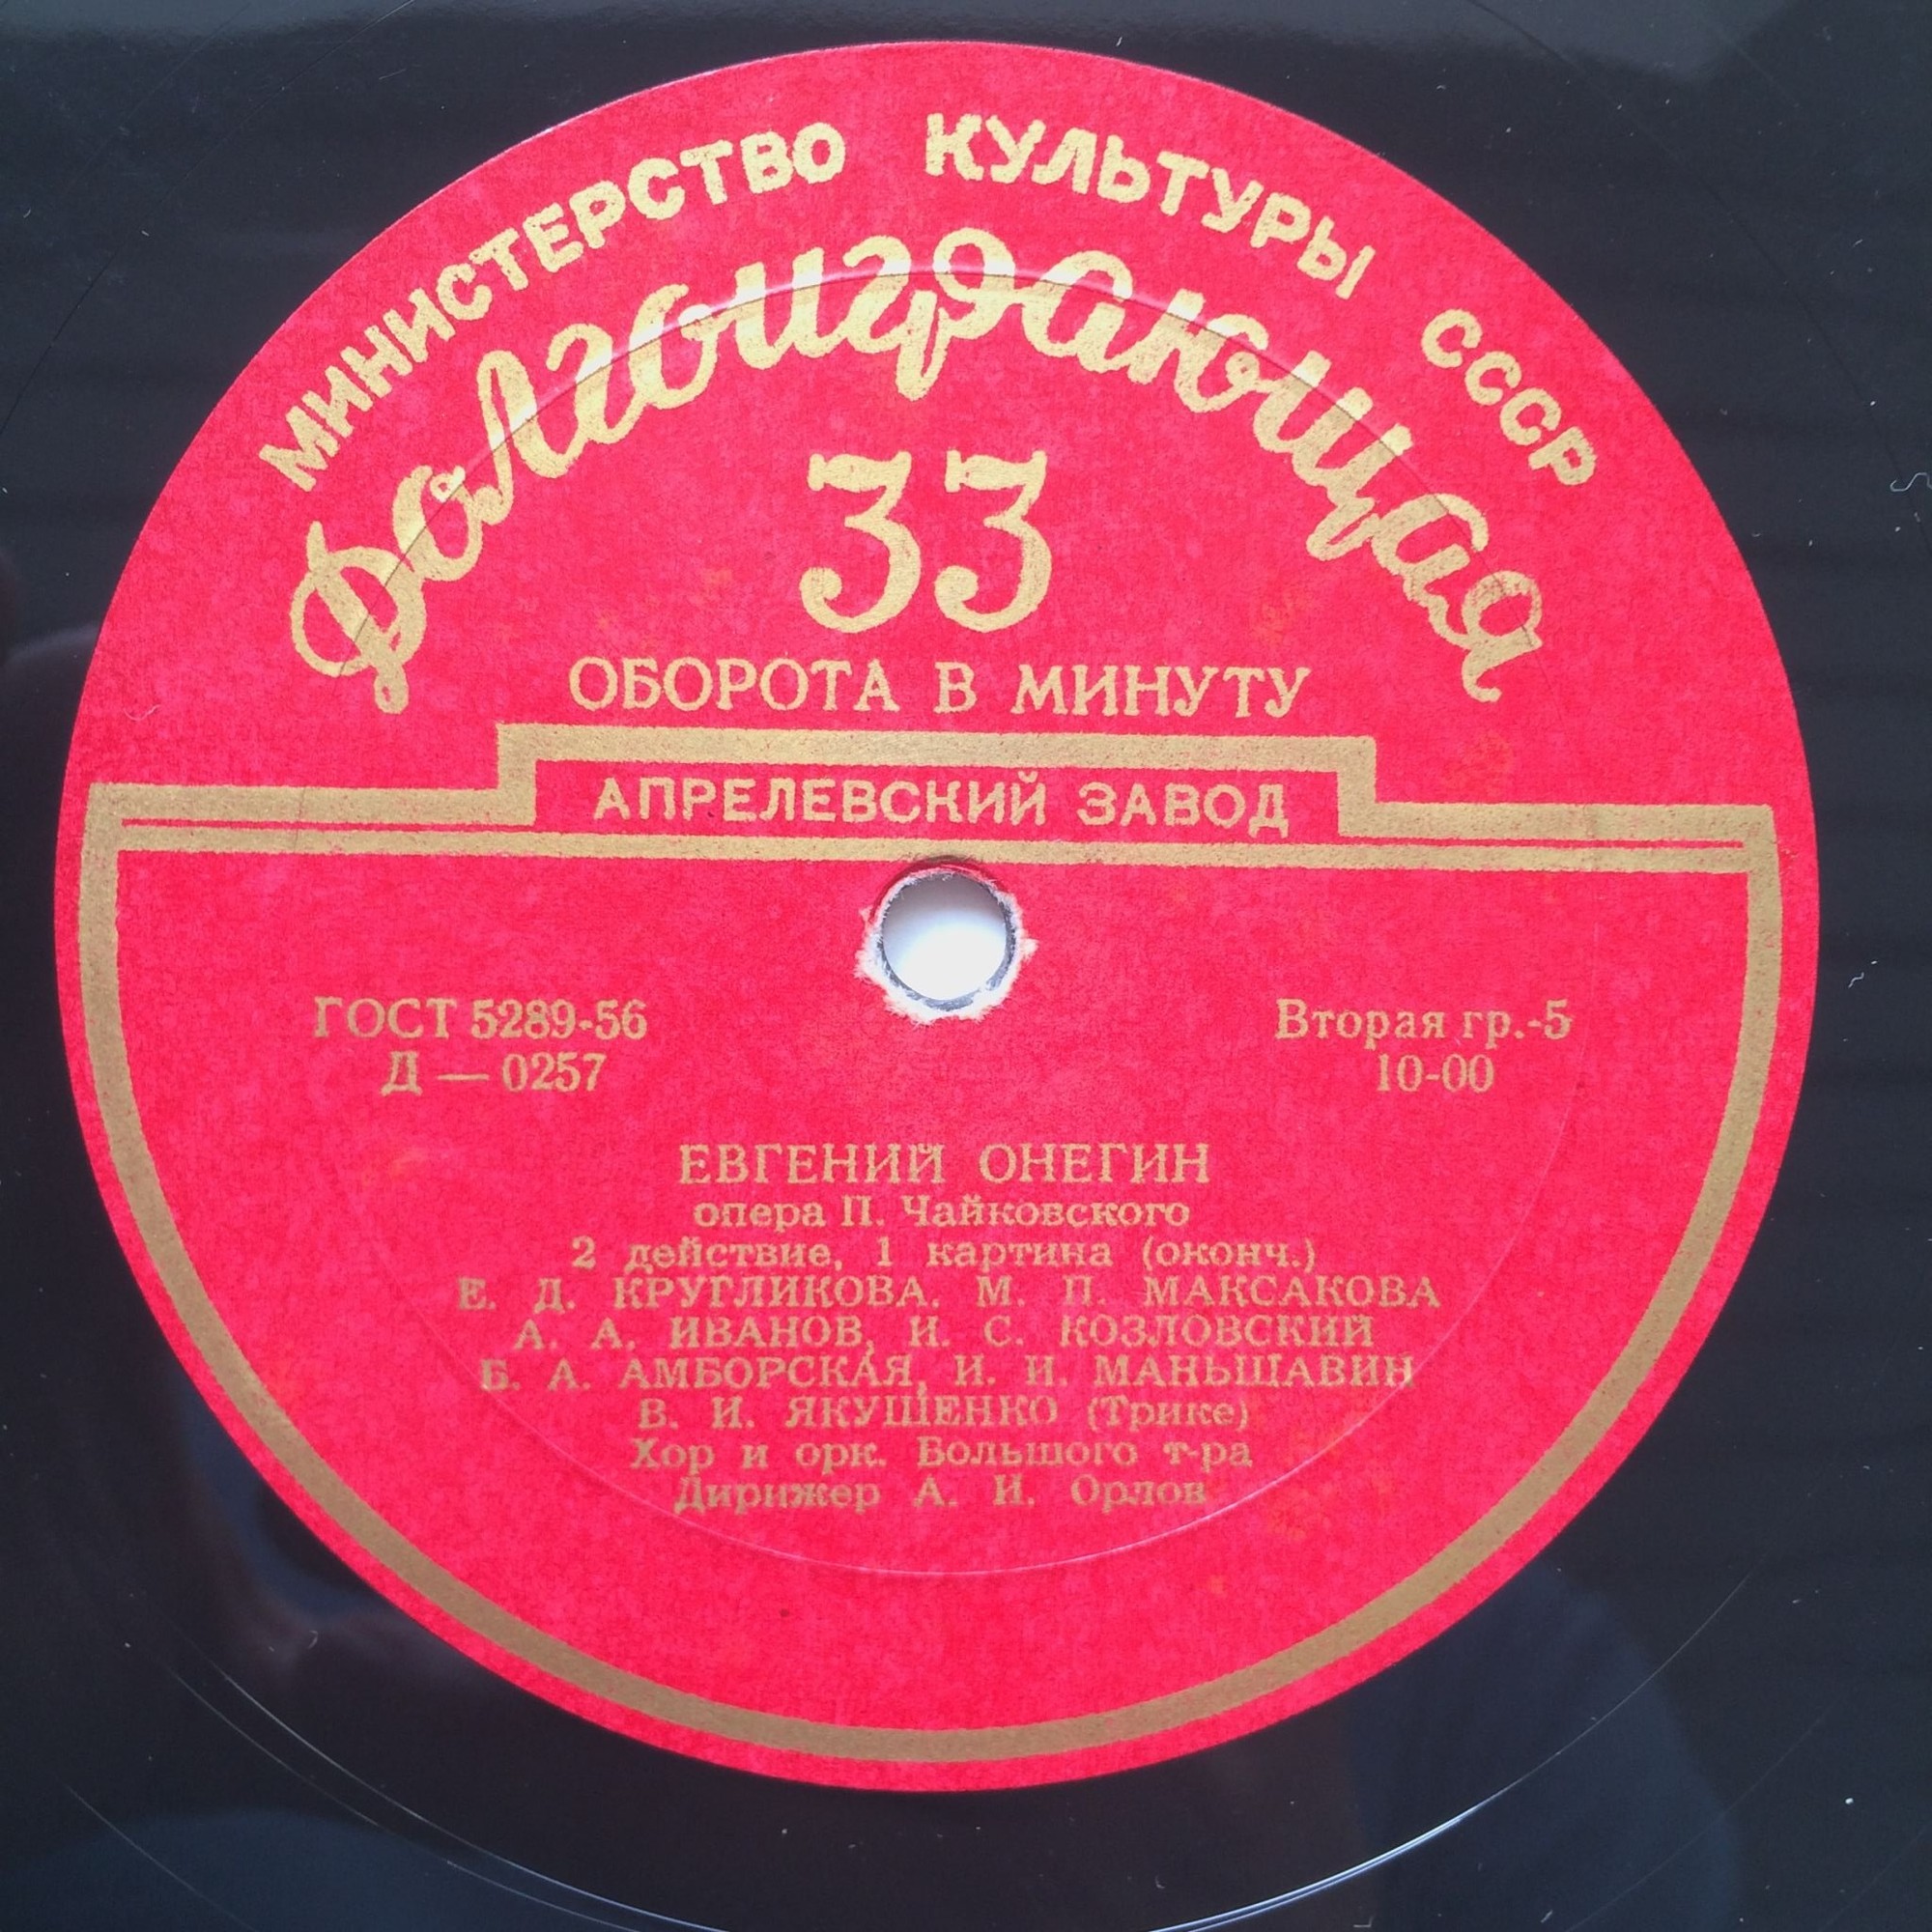 МИНИСТЕРСТВО КУЛЬТУРЫ СССР
Долгоиграющая
33
ОБОРОТА В МИНУТУ
АПРЕЛЕВСКИЙ ЗАВОД
ГОСТ 5289-56
Д — 0257
Вторая гр.-5
10-00
ЕВГЕНИЙ ОНЕГИН
опера П. Чайковского
2 действие, 1 картина (оконч.)
Е. Д. КРУГЛИКОВА, М. П. МАКСАКОВА
А. А. ИВАНОВ, И. С. КОЗЛОВСКИЙ
Б. А. АМБОРСКАЯ, И. И. МАНЬШАВИН
В. И. ЯКУШЕНКО (Трике)
Хор и орк. Большого т-ра
Дирижер А. И. Орлов